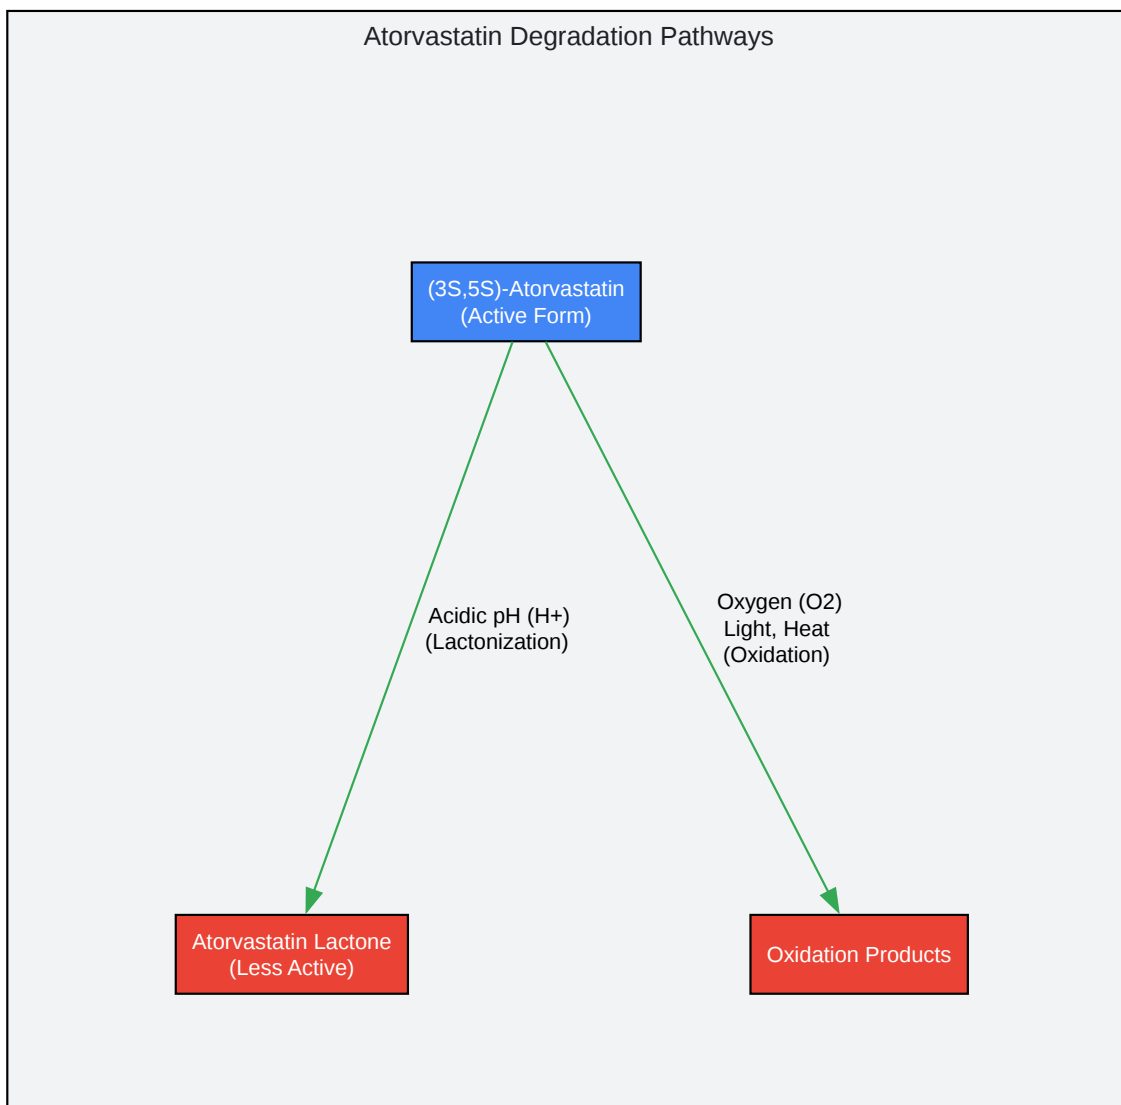 Atorvastatin Degradation Pathways
(3S,5S)-Atorvastatin
(Active Form)
Acidic pH (H+)
(Lactonization)
Oxygen (O2)
Light, Heat
(Oxidation)
Atorvastatin Lactone
(Less Active)
Oxidation Products